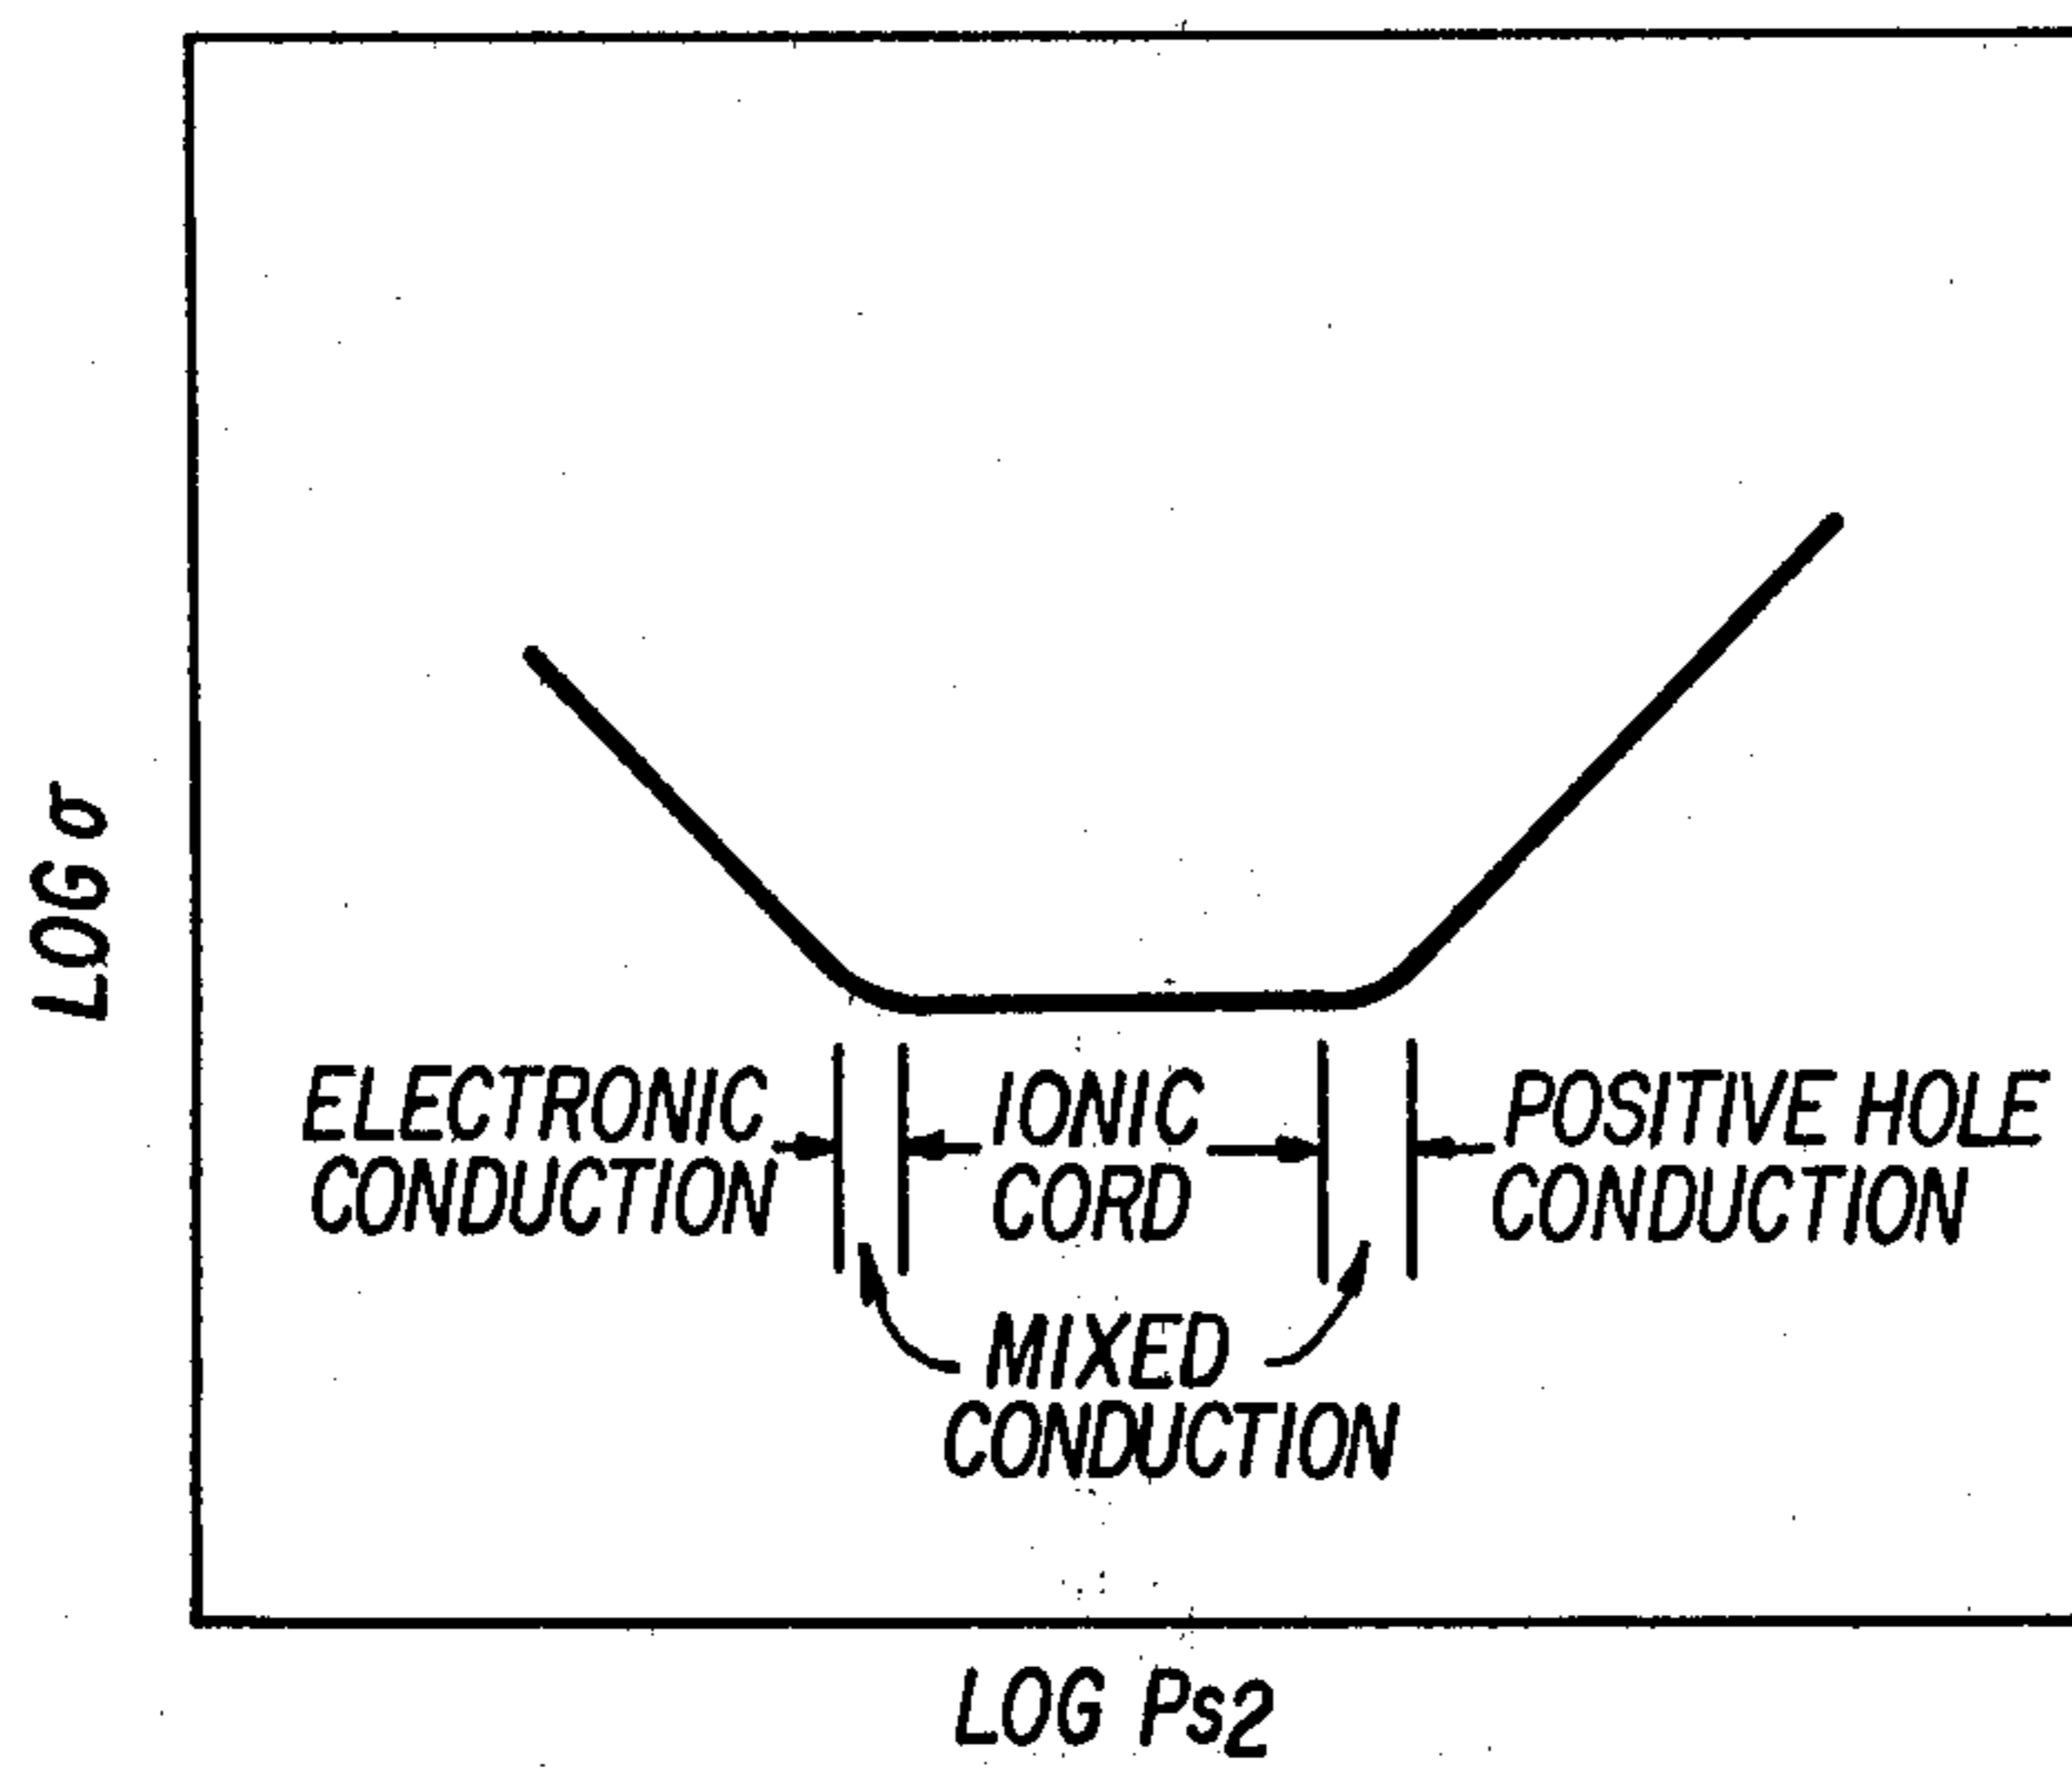 LOG σ
ELECTRONIC
CONDUCTION
IONIC
CORD
POSITIVE HOLE
CONDUCTION
MIXED
CONDUCTION
LOG Ps2